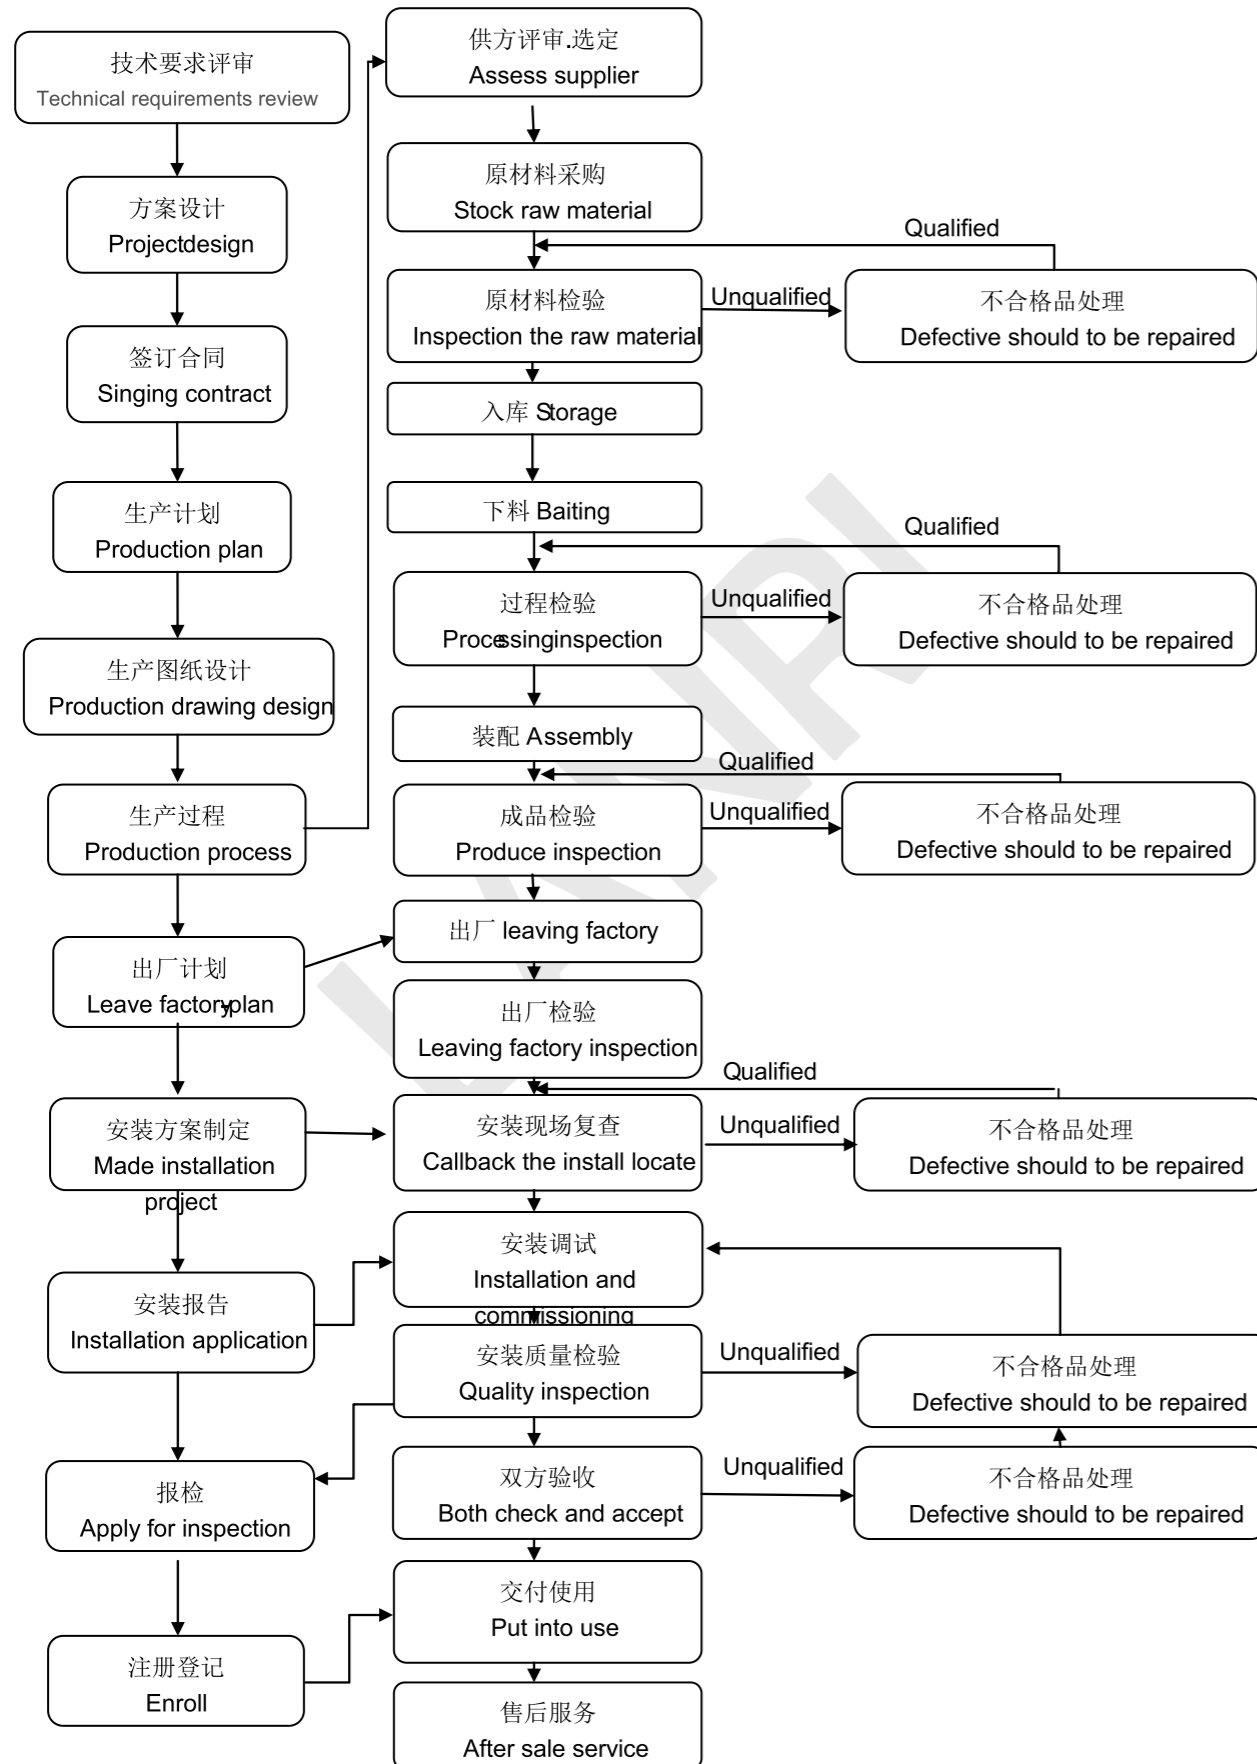 技术要求评审
Technical requirements review
方案设计
Projectdesign
签订合同
Singing contract
生产计划
Production plan
生产图纸设计
Production drawing design
生产过程
Production process
出厂计划
Leave factory plan
安装方案制定
Made installation
project
安装报告
Installation application
报检
Apply for inspection
注册登记
Enroll
供方评审.选定
Assess supplier
原材料采购
Stock raw material
Qualified
原材料检验
Inspection the raw material
Unqualified
不合格品处理
Defective should to be repaired
入库 Storage
下料 Baiting
Qualified
过程检验
Processinginspection
Unqualified
不合格品处理
Defective should to be repaired
装配 Assembly
Qualified
成品检验
Produce inspection
Unqualified
不合格品处理
Defective should to be repaired
出厂 leaving factory
出厂检验
Leaving factory inspection
Qualified
安装现场复查
Callback the install locate
Unqualified
不合格品处理
Defective should to be repaired
安装调试
Installation and
commissioning
安装质量检验
Quality inspection
Unqualified
不合格品处理
Defective should to be repaired
双方验收
Both check and accept
Unqualified
不合格品处理
Defective should to be repaired
交付使用
Put into use
售后服务
After sale service